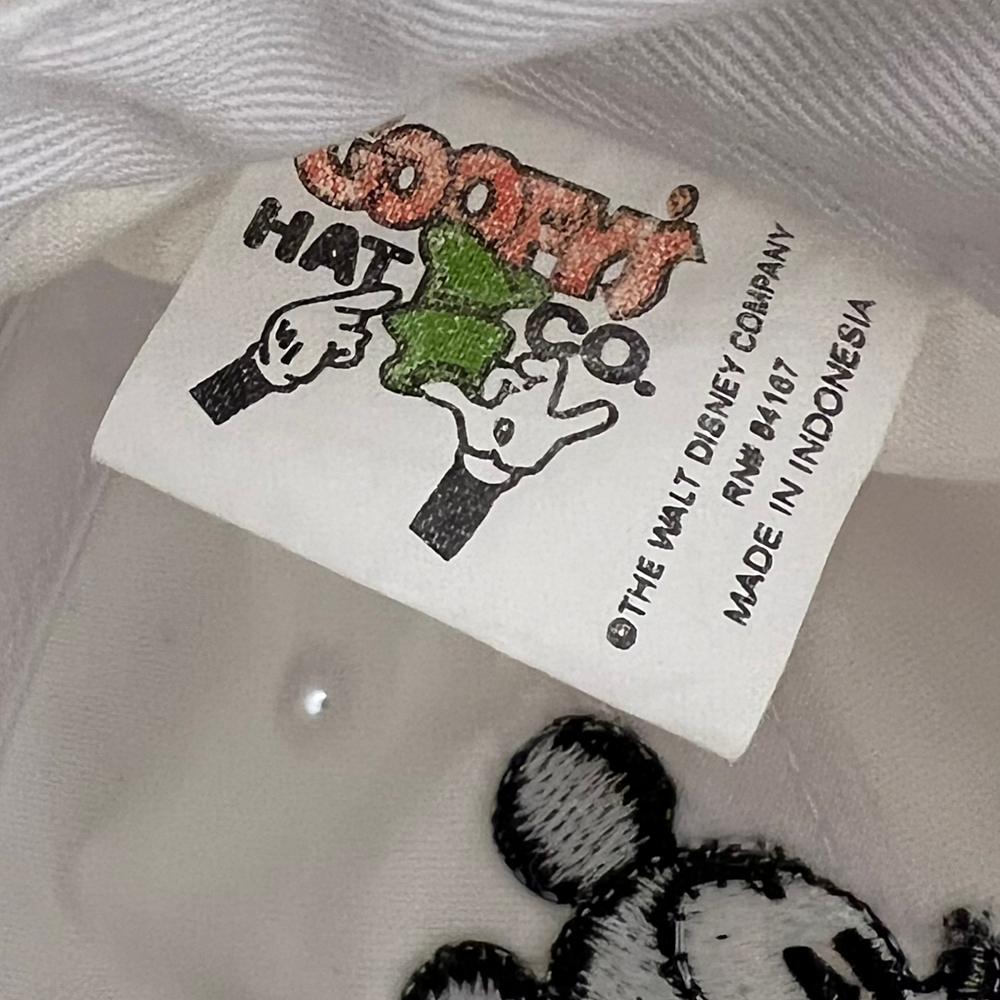 GOOFY'S
HAT
CO.
©THE WALT DISNEY COMPANY
RN# 84167
MADE IN INDONESIA